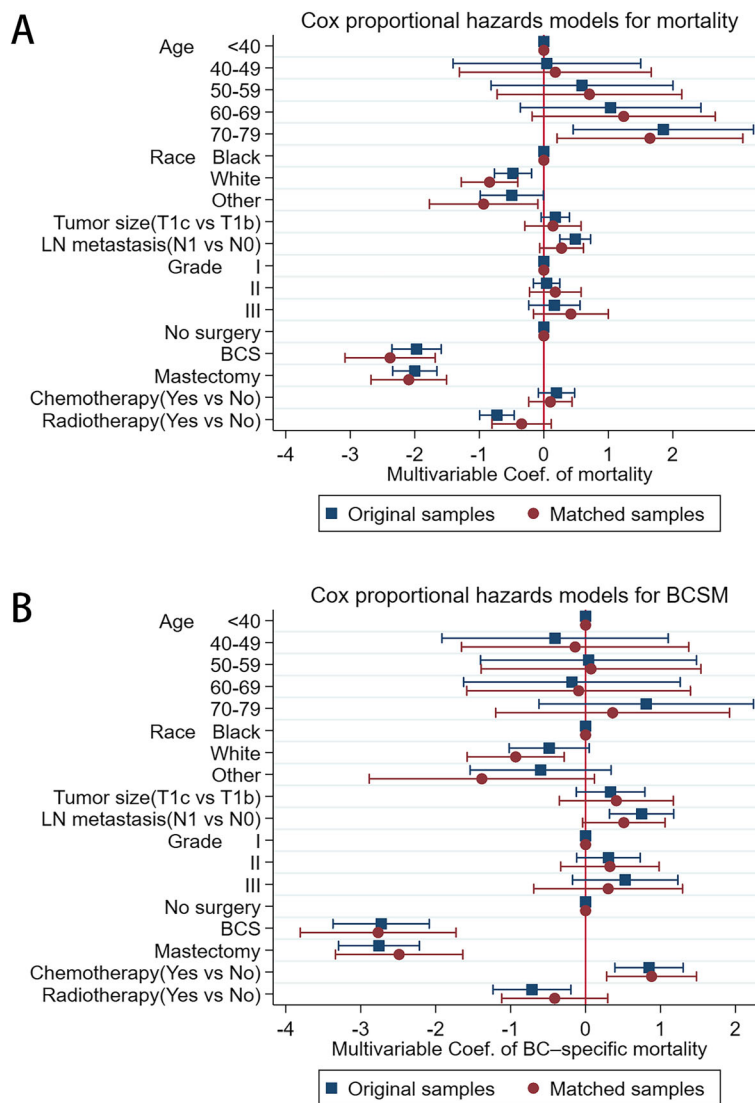 A
Cox proportional hazards models for mortality
Age <40
40-49
50-59
60-69
70-79
Race Black
White
Other
Tumor size(T1c vs T1b)
LN metastasis(N1 vs N0)
Grade I
II
III
No surgery
BCS
Mastectomy
Chemotherapy(Yes vs No)
Radiotherapy(Yes vs No)
-4 -3 -2 -1 0 1 2
Multivariable Coef. of mortality
Original samples Matched samples
B
Cox proportional hazards models for BCSM
Age <40
40-49
50-59
60-69
70-79
Race Black
White
Other
Tumor size(T1c vs T1b)
LN metastasis(N1 vs N0)
Grade I
II
III
No surgery
BCS
Mastectomy
Chemotherapy(Yes vs No)
Radiotherapy(Yes vs No)
-4 -3 -2 -1 0 1 2
Multivariable Coef. of BC–specific mortality
Original samples Matched samples